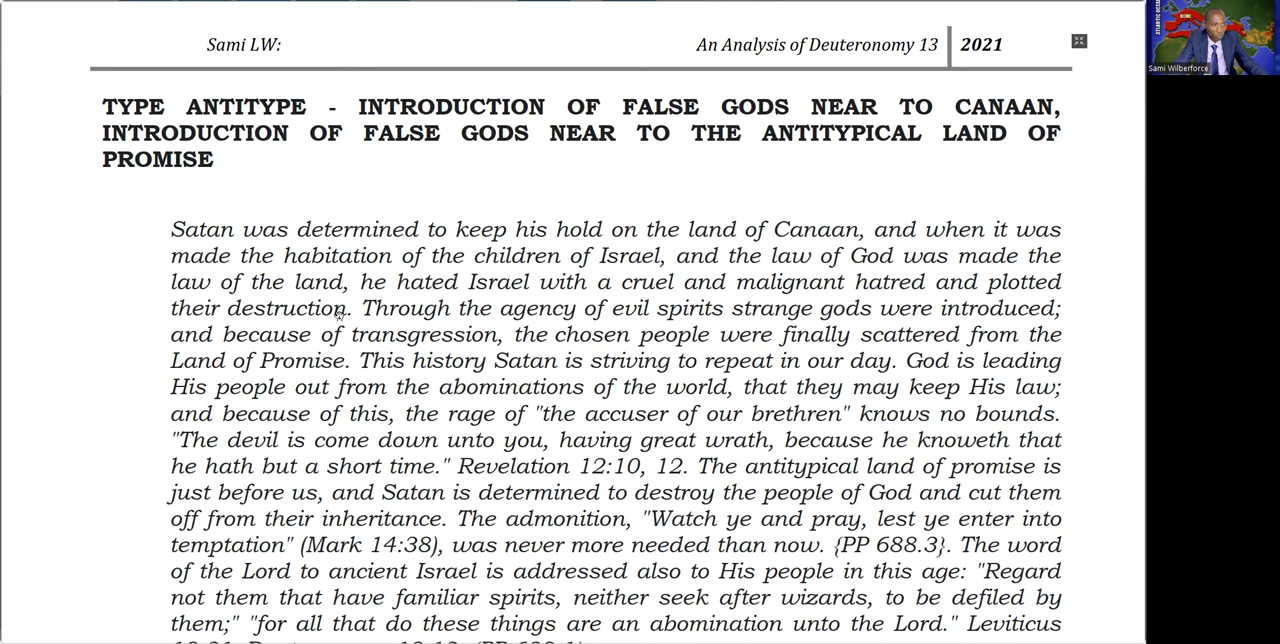 Sami LW:
An Analysis of Deuteronomy 13
2021
TYPE ANTITYPE - INTRODUCTION OF FALSE GODS NEAR TO CANAAN,
INTRODUCTION OF FALSE GODS NEAR TO THE ANTITYPICAL LAND OF
PROMISE
Satan was determined to keep his hold on the land of Canaan, and when it was
made the habitation of the children of Israel, and the law of God was made the
law of the land, he hated Israel with a cruel and malignant hatred and plotted
their destruction. Through the agency of evil spirits strange gods were introduced;
and because of transgression, the chosen people were finally scattered from the
Land of Promise. This history Satan is striving to repeat in our day. God is leading
His people out from the abominations of the world, that they may keep His law;
and because of this, the rage of "the accuser of our brethren" knows no bounds.
"The devil is come down unto you, having great wrath, because he knoweth that
he hath but a short time." Revelation 12:10, 12. The antitypical land of promise is
just before us, and Satan is determined to destroy the people of God and cut them
off from their inheritance. The admonition, "Watch ye and pray, lest ye enter into
temptation" (Mark 14:38), was never more needed than now. {PP 688.3}. The word
of the Lord to ancient Israel is addressed also to His people in this age: "Regard
not them that have familiar spirits, neither seek after wizards, to be defiled by
them;" "for all that do these things are an abomination unto the Lord." Leviticus
Sami Wilberforce